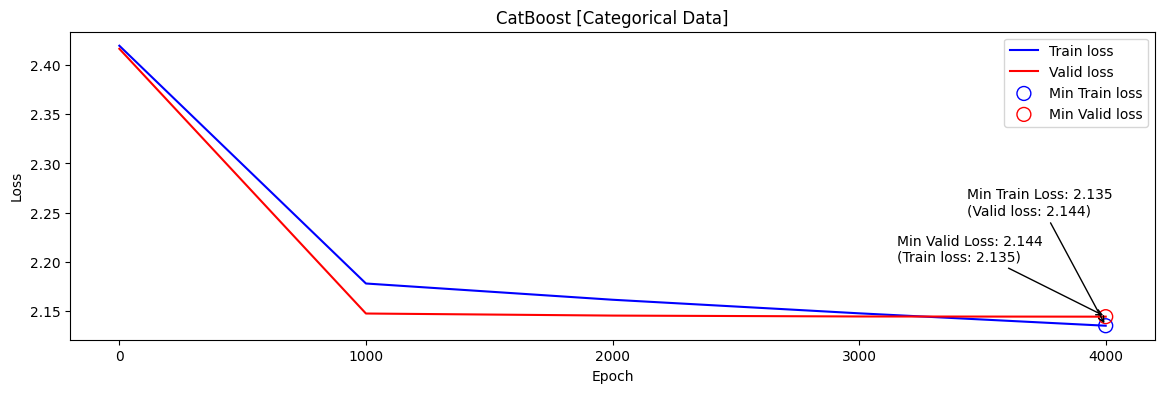 CatBoost [Categorical Data]
Loss
2.40
2.35
2.30
2.25
2.20
2.15
Train loss
Valid loss
Min Train loss
Min Valid loss
Min Train Loss: 2.135
(Valid loss: 2.144)
Min Valid Loss: 2.144
(Train loss: 2.135)
0
1000
2000
3000
4000
Epoch